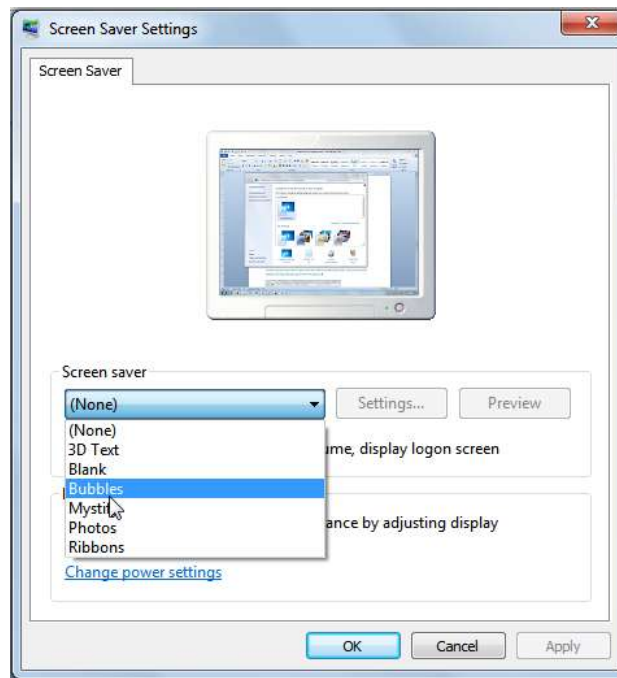 Screen Saver Settings
Screen Saver
Screen saver
(None)
Settings...
Preview
(None)
3D Text
Blank
ume, display logon screen
Bubbles
Photos
ance by adjusting display
Ribbons
Change power settings
OK
Cancel
Apply